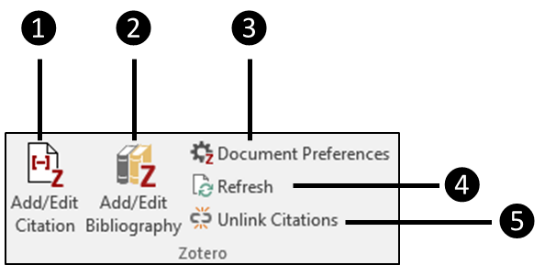 1 2 3
Document Preferences
Refresh 4
Add/Edit Citation
Add/Edit Bibliography
Unlink Citations 5
Zotero